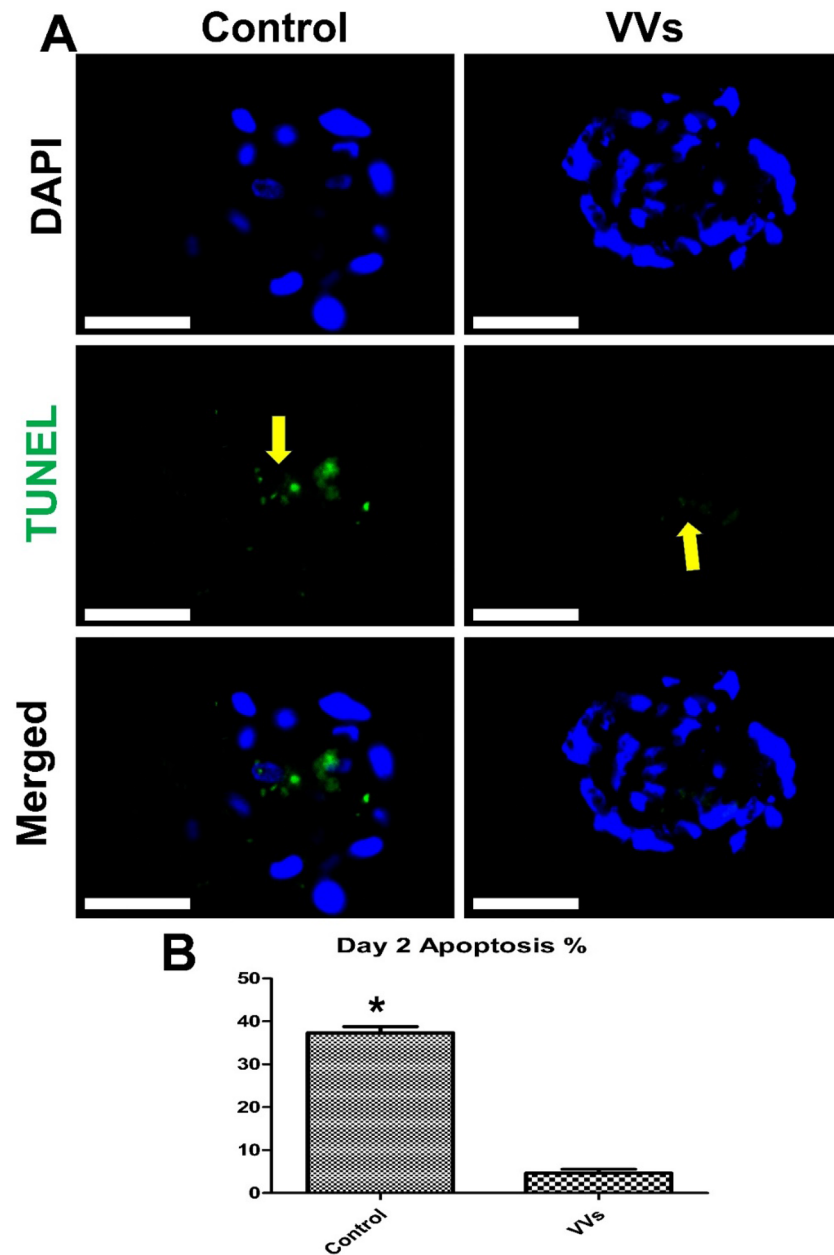 A
Control VVs
DAPI
TUNEL
Merged
B
Day 2 Apoptosis %
50
40
30
20
10
0
*
Control
VVs